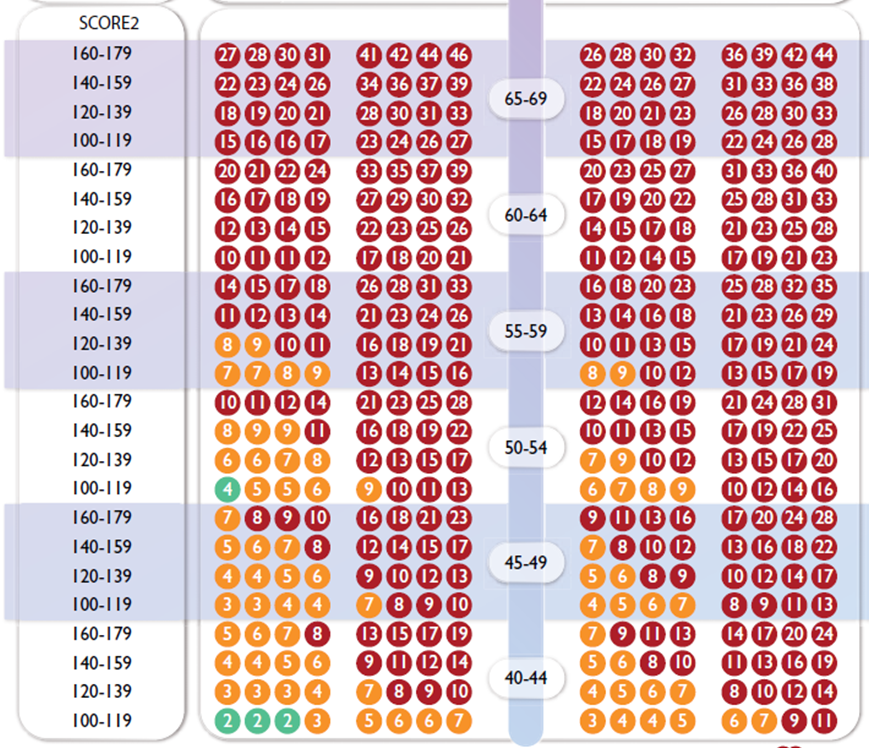 SCORE2
160-179 27 28 30 31 41 42 44 46 26 28 30 32 36 39 42 44
140-159 22 23 24 26 34 36 37 39 22 24 26 27 31 33 36 38
65-69
120-139 18 19 20 21 28 30 31 33 18 20 21 23 26 28 30 33
100-119 15 16 16 17 23 24 26 27 15 17 18 19 22 24 26 28
160-179 20 21 22 24 33 35 37 39 20 23 25 27 31 33 36 40
140-159 16 17 18 19 27 29 30 32 17 19 20 22 25 28 31 33
60-64
120-139 12 13 14 15 22 23 25 26 14 15 17 18 21 23 25 28
100-119 10 11 11 12 17 18 20 21 11 12 14 15 17 19 21 23
160-179 14 15 17 18 26 28 31 33 16 18 20 23 25 28 32 35
140-159 11 12 13 14 21 23 24 26 13 14 16 18 21 23 26 29
55-59
120-139 8 9 10 11 16 18 19 21 10 11 13 15 17 19 21 24
100-119 7 7 8 9 13 14 15 16 8 9 10 12 13 15 17 19
160-179 10 11 12 14 21 23 25 28 12 14 16 19 21 24 28 31
140-159 8 9 9 11 16 18 19 22 10 11 13 15 17 19 22 25
50-54
120-139 6 6 7 8 12 13 15 17 7 9 10 12 13 15 17 20
100-119 4 5 5 6 9 10 11 13 6 7 8 9 10 12 14 16
160-179 7 8 9 10 16 18 21 23 9 11 13 16 17 20 24 28
140-159 5 6 7 8 12 14 15 17 7 8 10 12 13 16 18 22
45-49
120-139 4 4 5 6 9 10 12 13 5 6 8 9 10 12 14 17
100-119 3 3 4 4 7 8 9 10 4 5 6 7 8 9 11 13
160-179 5 6 7 8 13 15 17 19 7 9 11 13 14 17 20 24
140-159 4 4 5 6 9 11 12 14 5 6 8 10 11 13 16 19
40-44
120-139 3 3 3 4 7 8 9 10 4 5 6 7 8 10 12 14
100-119 2 2 2 3 5 6 6 7 3 4 4 5 6 7 9 11